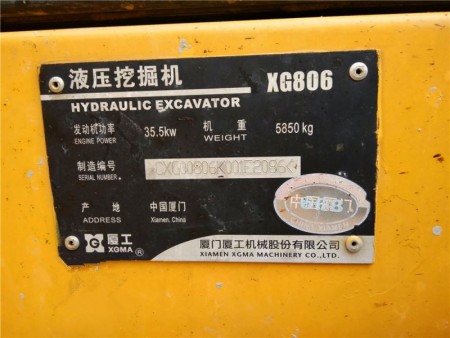 液压挖掘机 XG806
HYDRAULIC EXCAVATOR
发动机功率 35.5kw 机重 5850kg
ENGINE POWER WEIGHT
制造编号
SERIAL NUMBER
产地 中国厦门
ADDRESS Xiamen, China
厦工 XGMA ®
厦门厦工机械股份有限公司
XIAMEN XGMA MACHINERY CO.,LTD.